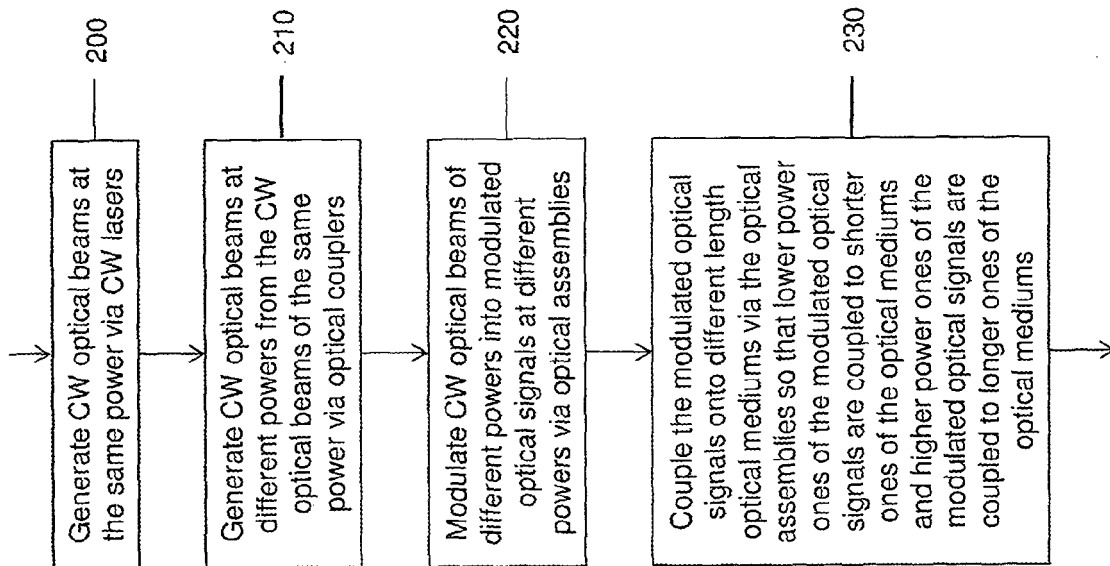 Generate CW optical beams at
the same power via CW lasers
200
Generate CW optical beams at
different powers from the CW
optical beams of the same
power via optical couplers
210
Modulate CW optical beams of
different powers into modulated
optical signals at different
powers via optical assemblies
220
Couple the modulated optical
signals onto different length
optical mediums via the optical
assemblies so that lower power
ones of the modulated optical
signals are coupled to shorter
ones of the optical mediums
and higher power ones of the
modulated optical signals are
coupled to longer ones of the
optical mediums
230